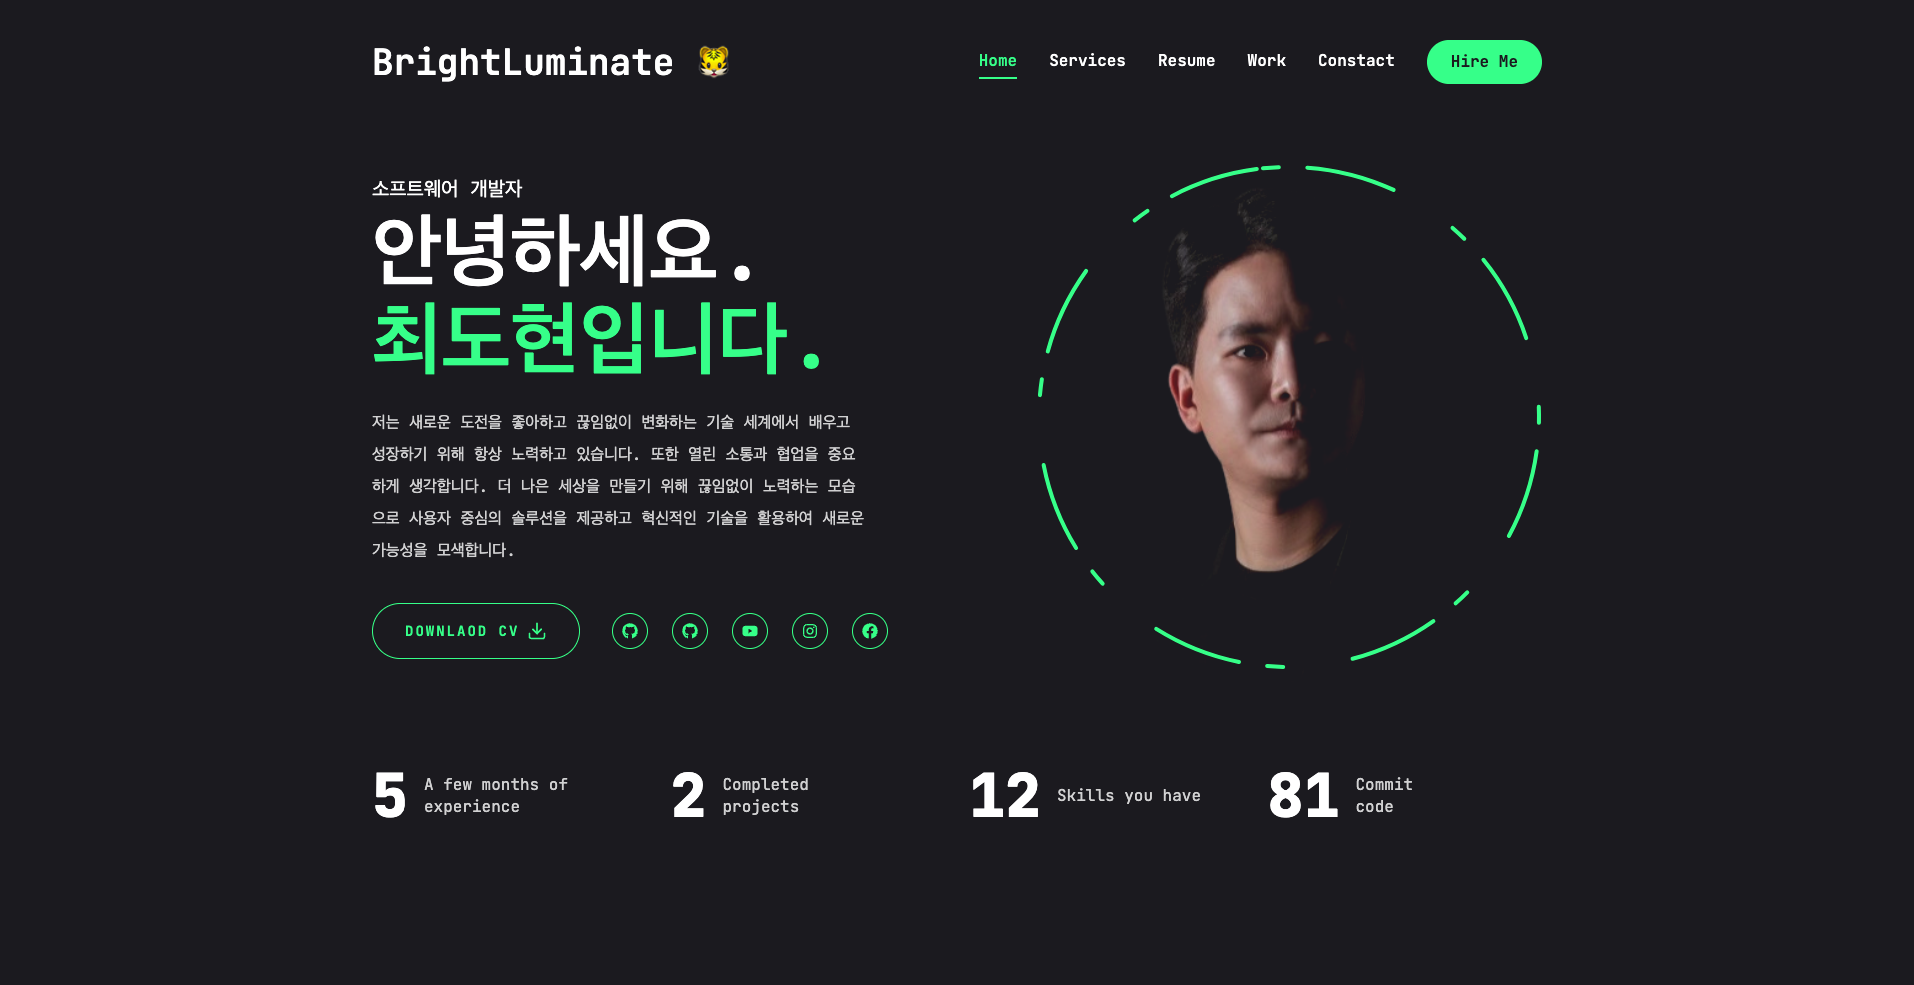 BrightLuminate 🐯
Home Services Resume Work Constact Hire Me
소프트웨어 개발자
안녕하세요.
최도현입니다.
저는 새로운 도전을 좋아하고 끊임없이 변화하는 기술 세계에서 배우고
성장하기 위해 항상 노력하고 있습니다. 또한 열린 소통과 협업을 중요
하게 생각합니다. 더 나은 세상을 만들기 위해 끊임없이 노력하는 모습
으로 사용자 중심의 솔루션을 제공하고 혁신적인 기술을 활용하여 새로운
가능성을 모색합니다.
DOWNLAOD CV
5 A few months of
experience
2 Completed
projects
12 Skills you have
81 Commit
code